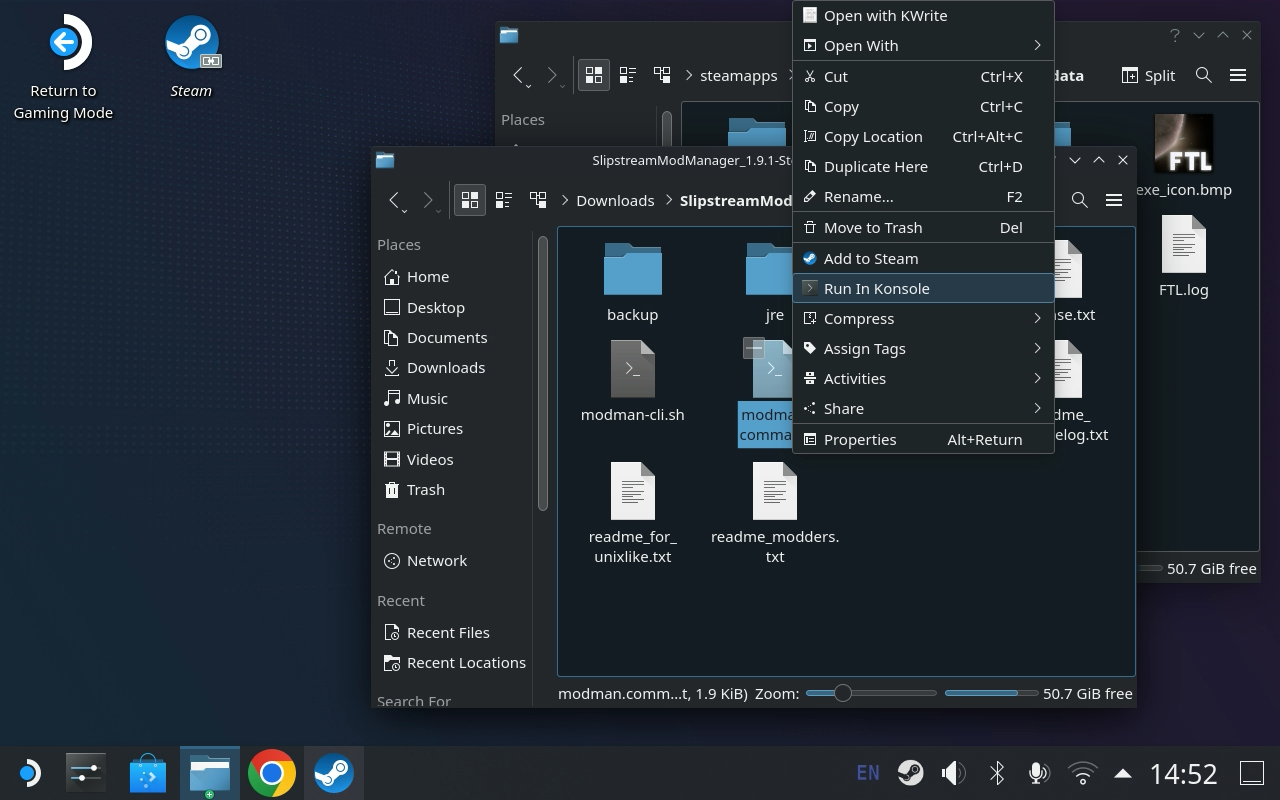 Return to
Gaming Mode
Steam
steamapps
data
Split
Places
exe_icon.bmp
FTL
FTL.log
50.7 GiB free
SlipstreamModManager_1.9.1-Ste
Downloads
SlipstreamMod
Places
Home
Desktop
Documents
Downloads
Music
Pictures
Videos
Trash
Remote
Network
Recent
Recent Files
Recent Locations
Search For
backup
jre
se.txt
modman-cli.sh
modma
comma
elog.txt
readme_for_
unixlike.txt
readme_modders.
txt
modman.comm...t, 1.9 KiB)
Zoom:
50.7 GiB free
Open with KWrite
Open With
Cut Ctrl+X
Copy Ctrl+C
Copy Location Ctrl+Alt+C
Duplicate Here Ctrl+D
Rename... F2
Move to Trash Del
Add to Steam
Run In Konsole
Compress
Assign Tags
Activities
Share
Properties Alt+Return
EN
14:52